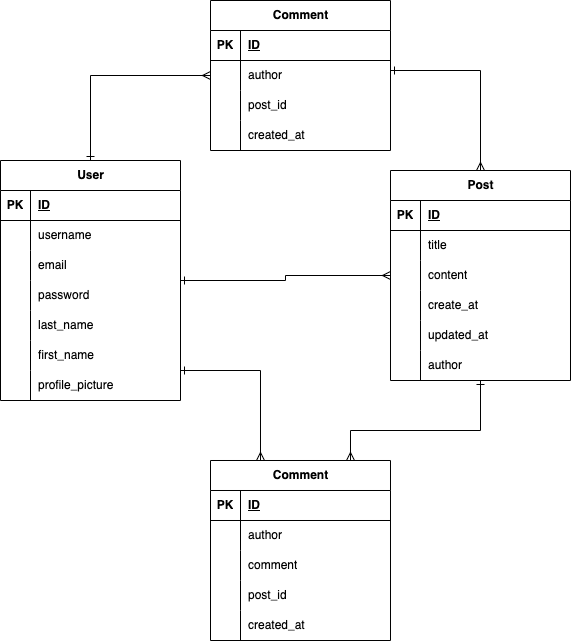 Comment
PK ID
author
post_id
created_at
User
PK ID
username
email
password
last_name
first_name
profile_picture
Post
PK ID
title
content
create_at
updated_at
author
Comment
PK ID
author
comment
post_id
created_at